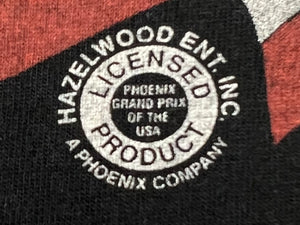 HAZELWOOD ENT. INC.
LICENSED
PHOENIX
GRAND PRIX
OF THE
USA
PRODUCT
A PHOENIX COMPANY